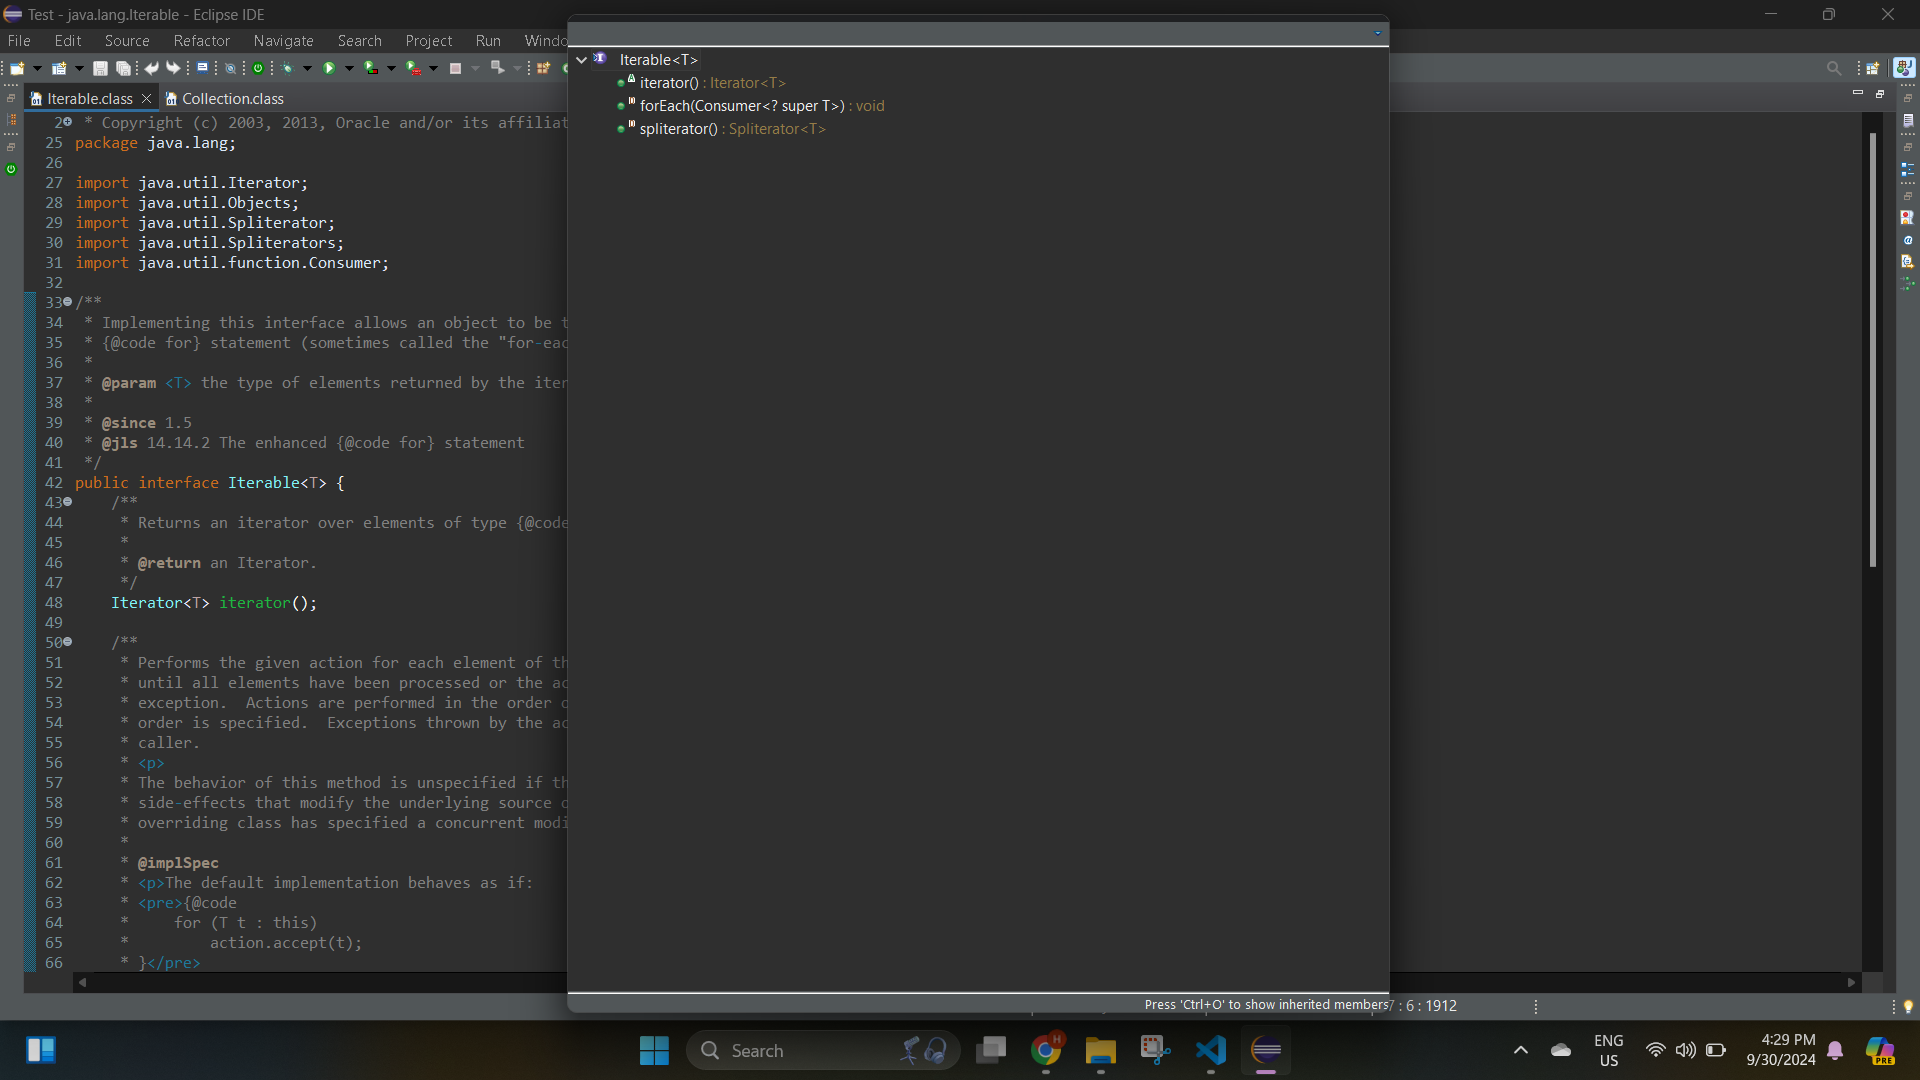 Test - java.lang.Iterable - Eclipse IDE
File Edit Source Refactor Navigate Search Project Run Windo
Iterable.class Collection.class
2 * Copyright (c) 2003, 2013, Oracle and/or its affiliat
25 package java.lang;
26
27 import java.util.Iterator;
28 import java.util.Objects;
29 import java.util.Spliterator;
30 import java.util.Spliterators;
31 import java.util.function.Consumer;
32
33 /**
34 * Implementing this interface allows an object to be t
35 * {@code for} statement (sometimes called the "for-eac
36 *
37 * @param <T> the type of elements returned by the iter
38 *
39 * @since 1.5
40 * @jls 14.14.2 The enhanced {@code for} statement
41 */
42 public interface Iterable<T> {
43 /**
44 * Returns an iterator over elements of type {@code
45 *
46 * @return an Iterator.
47 */
48 Iterator<T> iterator();
49
50 /**
51 * Performs the given action for each element of th
52 * until all elements have been processed or the ac
53 * exception.  Actions are performed in the order o
54 * order is specified.  Exceptions thrown by the ac
55 * caller.
56 * <p>
57 * The behavior of this method is unspecified if th
58 * side-effects that modify the underlying source o
59 * overriding class has specified a concurrent modi
60 *
61 * @implSpec
62 * <p>The default implementation behaves as if:
63 * <pre>{@code
64 *     for (T t : this)
65 *         action.accept(t);
66 * }</pre>
Iterable<T>
iterator() : Iterator<T>
forEach(Consumer<? super T>) : void
spliterator() : Spliterator<T>
Press 'Ctrl+O' to show inherited members
7 : 6 : 1912
Search
H
ENG
US
4:29 PM
9/30/2024
PRE